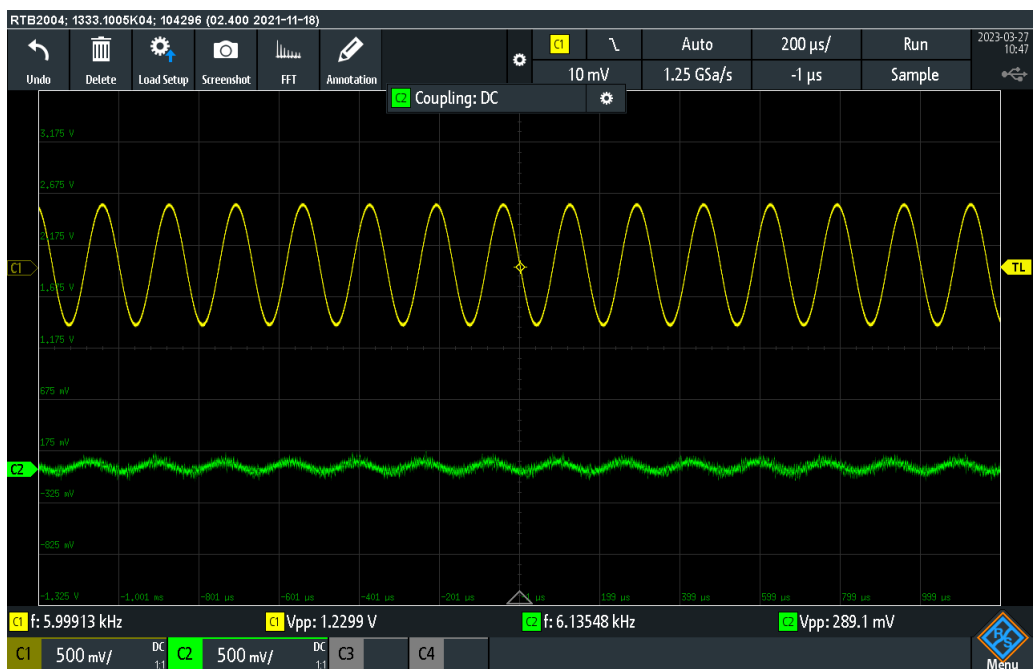 RTB2004; 1333.1005K04; 104296 (02.400 2021-11-18)
Undo Delete Load Setup Screenshot FFT Annotation
C1 Auto 200 µs/ Run
10 mV 1.25 GSa/s -1 µs Sample
2023-03-27
10:47
C2 Coupling: DC
3.175 V
2.675 V
2.175 V
C1
TL
1.675 V
1.175 V
675 mV
175 mV
C2
-325 mV
-825 mV
-1.325 V -1,001 ms -801 µs -601 µs -401 µs -201 µs -1 µs 199 µs 399 µs 599 µs 799 µs 999 µs
C1 f: 5.99913 kHz C1 Vpp: 1.2299 V C2 f: 6.13548 kHz C2 Vpp: 289.1 mV
C1 500 mV/ DC 1:1 C2 500 mV/ DC 1:1 C3 C4
R&S
Menu